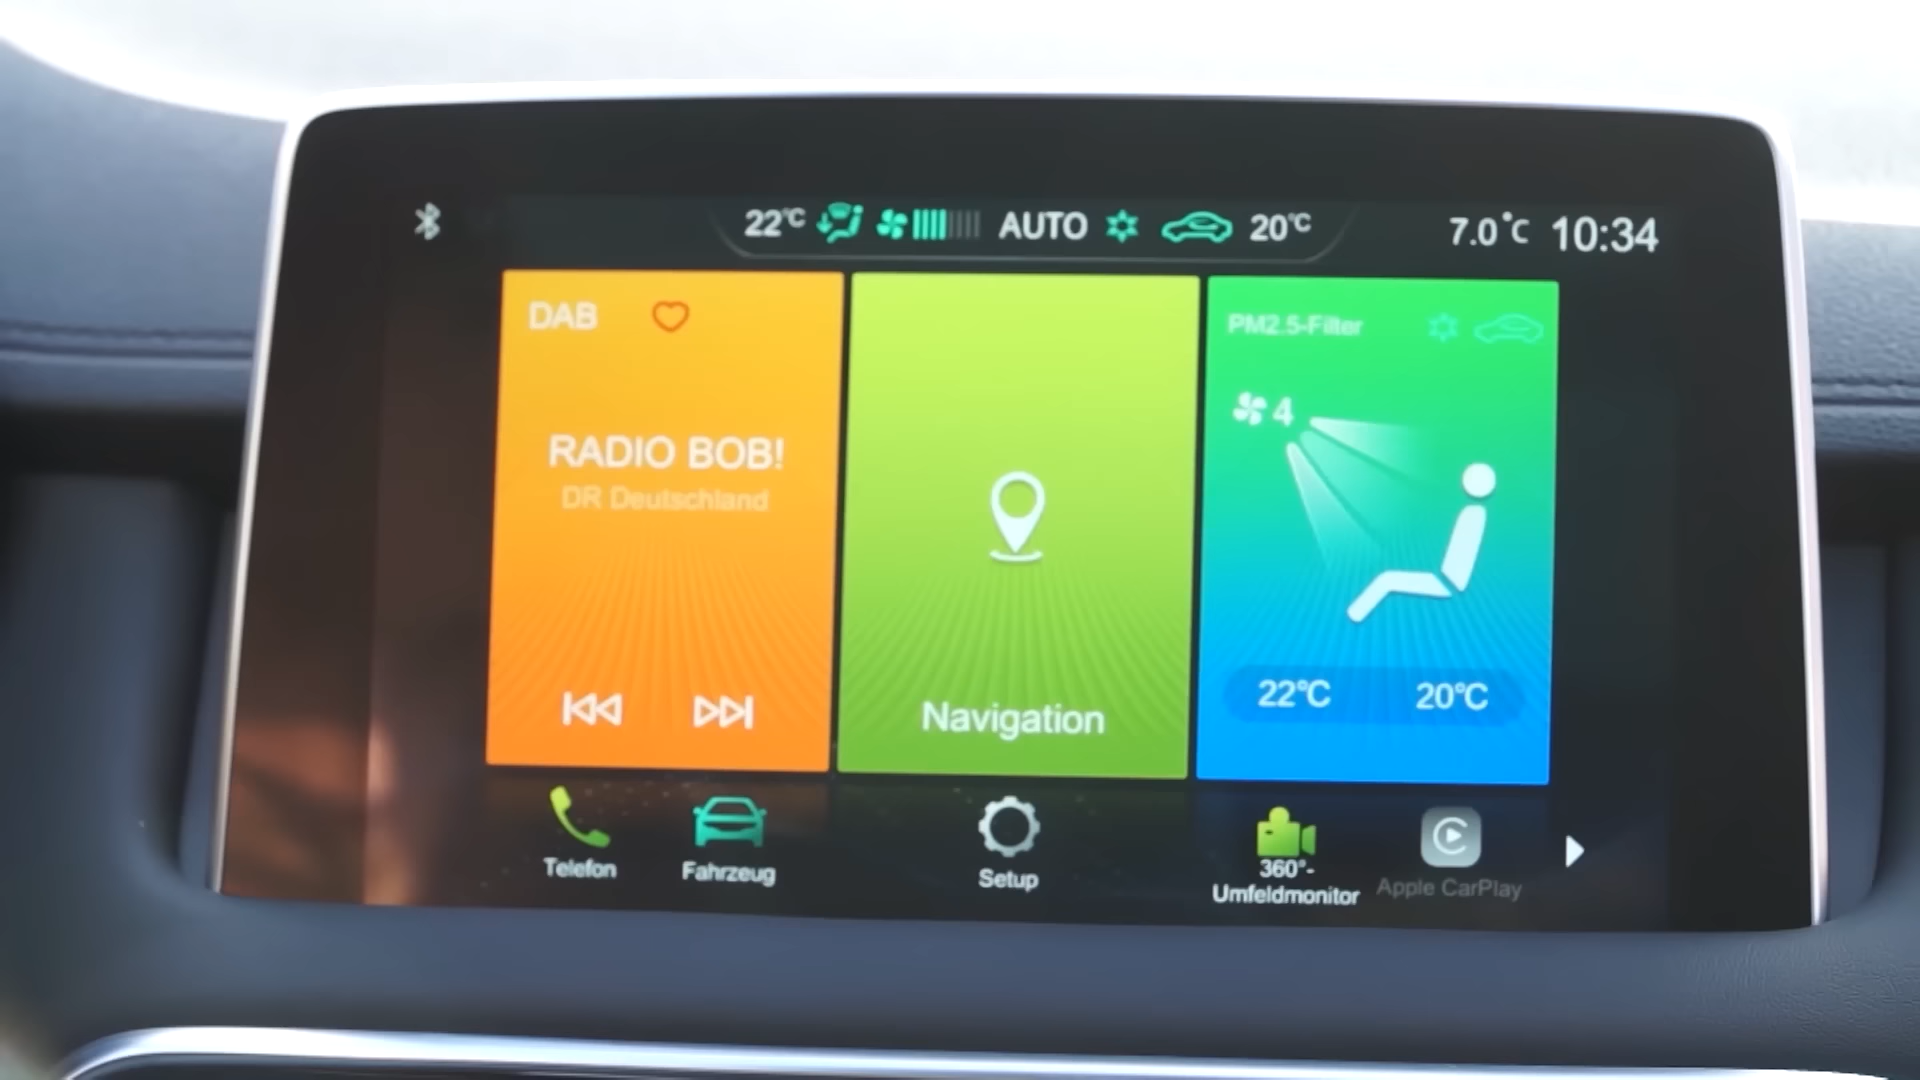 22°C AUTO 20°C 7.0°C 10:34
DAB
RADIO BOB!
DR Deutschland
Navigation
PM2.5-Filter
4
22°C 20°C
Telefon
Fahrzeug
Setup
360°-
Umfeldmonitor
Apple CarPlay